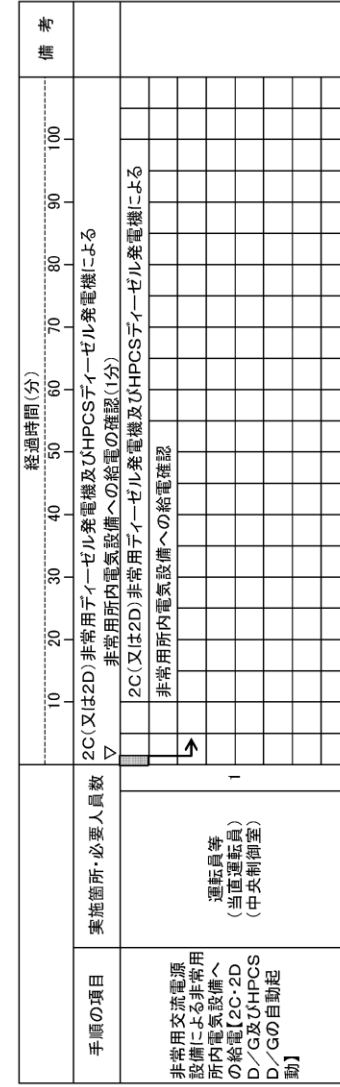 経過時間(分)
備 考
10 20 30 40 50 60 70 80 90 100
手順の項目
実施箇所・必要人員数
2C(又は2D)非常用ディーゼル発電機及びHPCSディーゼル発電機による
非常用所内電気設備への給電の確認(1分)
▽
非常用交流電源
設備による非常用
所内電気設備へ
の給電【2C・2D
D/G及びHPCS
D/Gの自動起
動】
運転員等
(当直運転員)
(中央制御室)
1
2C(又は2D)非常用ディーゼル発電機及びHPCSディーゼル発電機による
非常用所内電気設備への給電確認